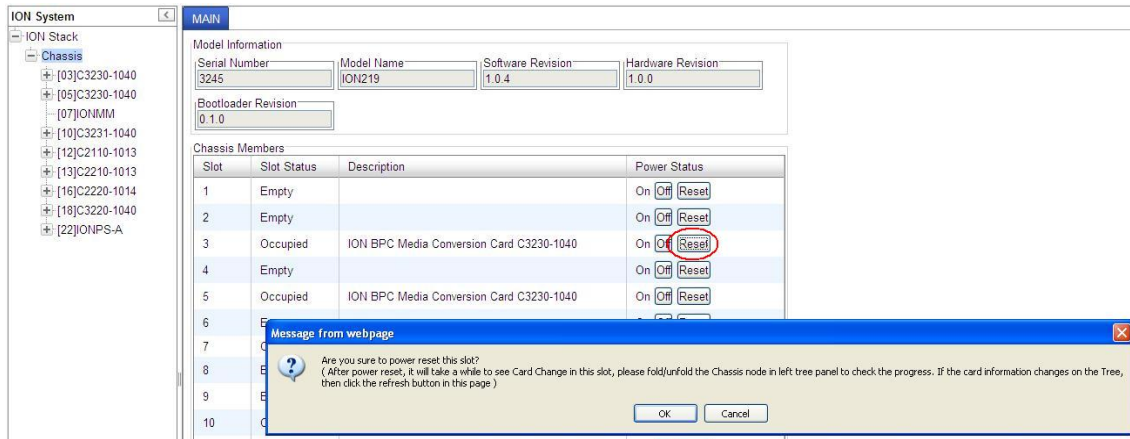 ION System
ION Stack
Chassis
[03]C3230-1040
[05]C3230-1040
[07]IONMM
[10]C3231-1040
[12]C2110-1013
[13]C2210-1013
[16]C2220-1014
[18]C3220-1040
[22]IONPS-A
MAIN
Model Information
Serial Number Model Name Software Revision Hardware Revision
3245 ION219 1.0.4 1.0.0
Bootloader Revision
0.1.0
Chassis Members
Slot Slot Status Description Power Status
1 Empty On Off Reset
2 Empty On Off Reset
3 Occupied ION BPC Media Conversion Card C3230-1040 On Off Reset
4 Empty On Off Reset
5 Occupied ION BPC Media Conversion Card C3230-1040 On Off Reset
6
7
8
9
10
Message from webpage
Are you sure to power reset this slot?
( After power reset, it will take a while to see Card Change in this slot, please fold/unfold the Chassis node in left tree panel to check the progress. If the card information changes on the Tree,
then click the refresh button in this page )
OK Cancel